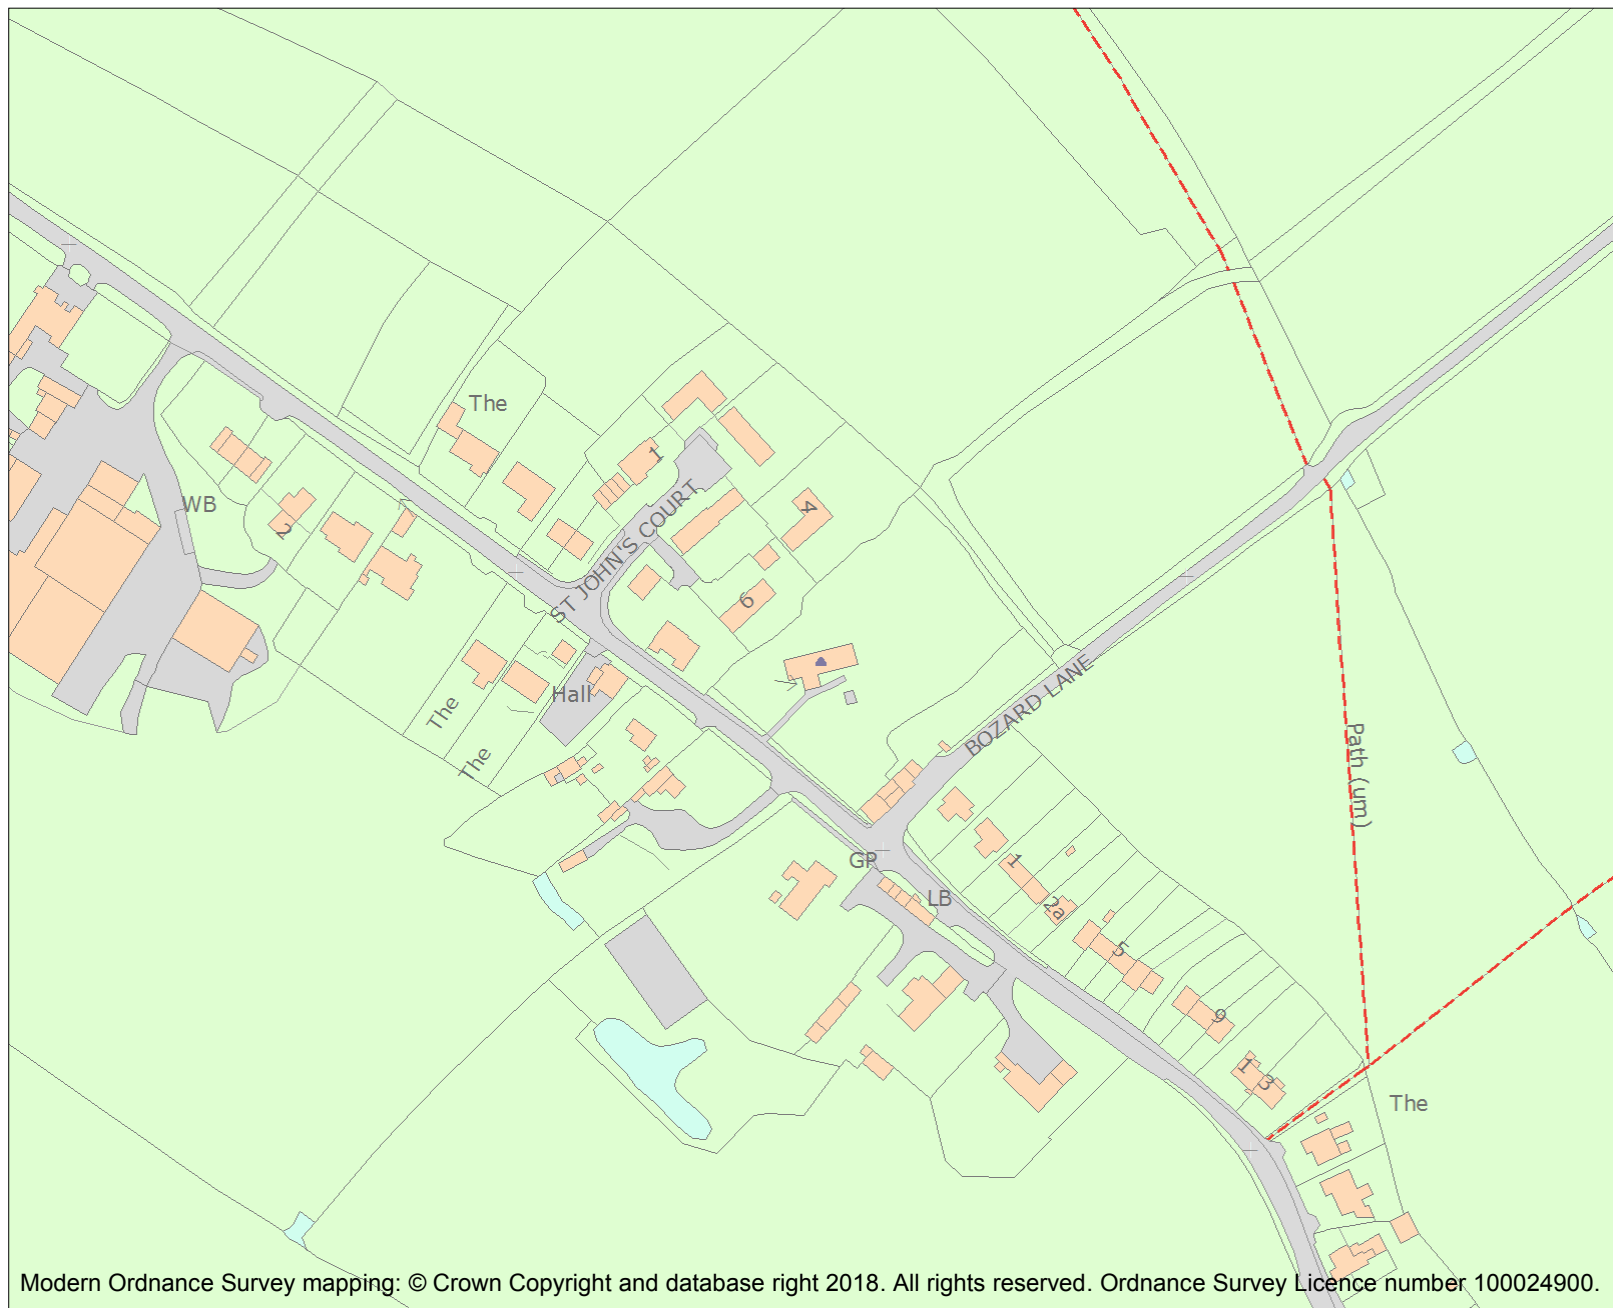 The
1
WB
2
ST JOHN'S COURT
4
6
The
Hall
The
BOZARD LANE
Path (um)
GP
LB
1
2a
5
9
1
3
The
Modern Ordnance Survey mapping: © Crown Copyright and database right 2018. All rights reserved. Ordnance Survey Licence number 100024900.